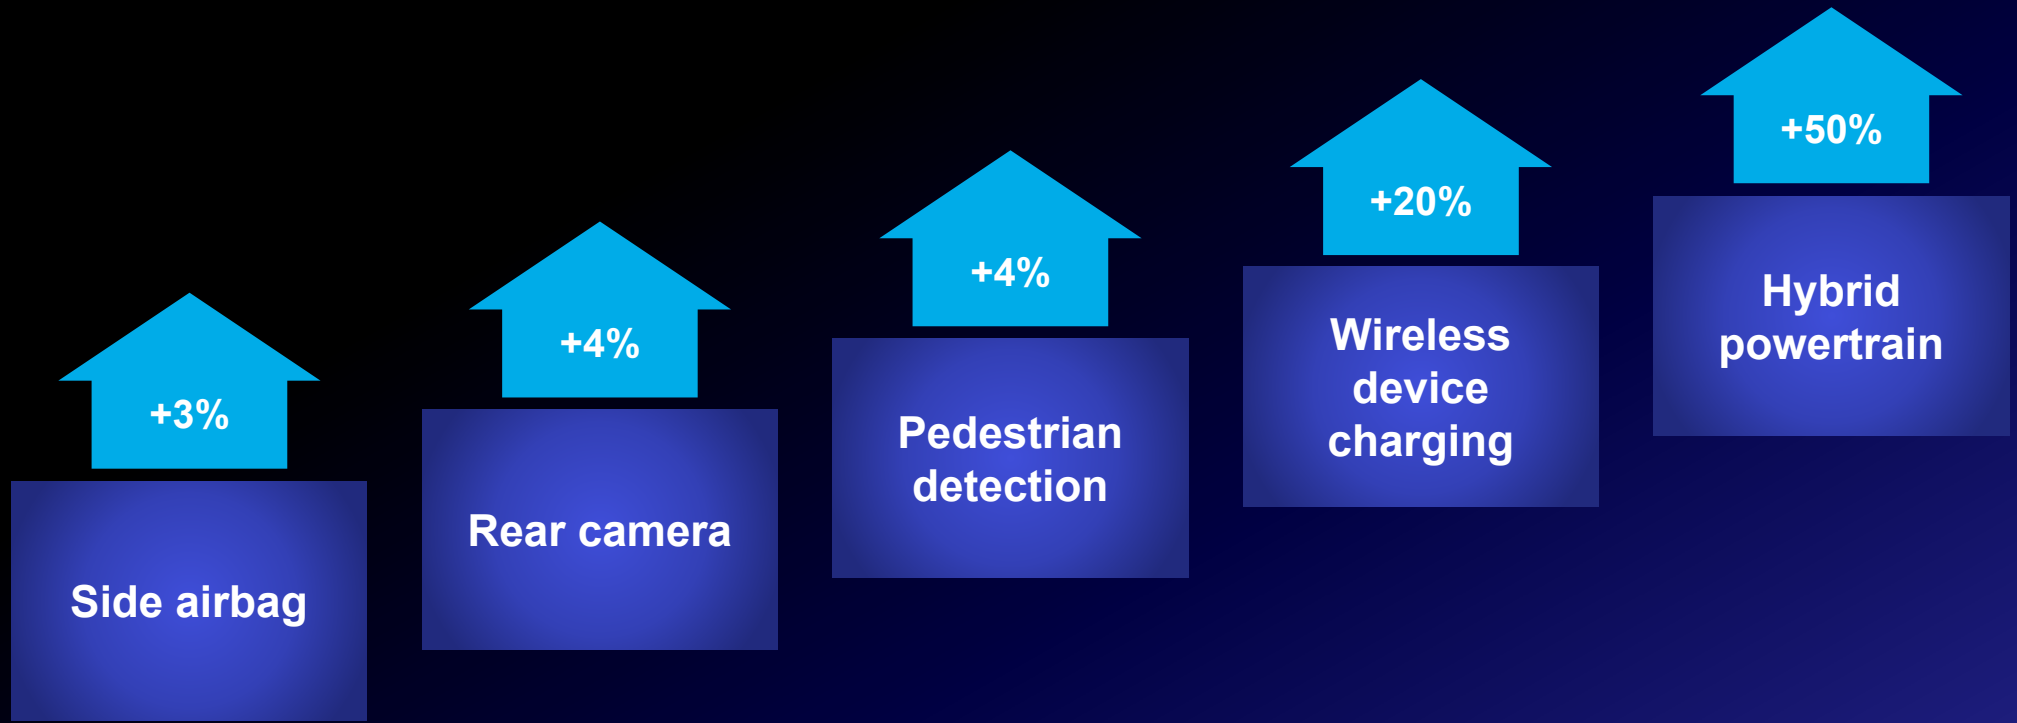 +3%
Side airbag
+4%
Rear camera
+4%
Pedestrian
detection
+20%
Wireless
device
charging
+50%
Hybrid
powertrain